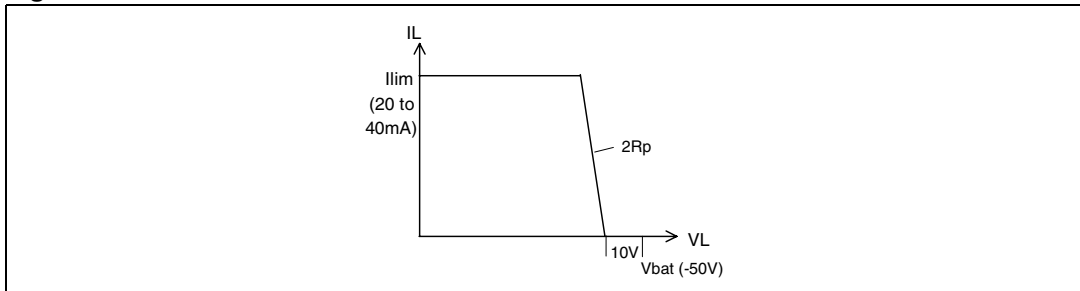 IL
Ilim
(20 to
40mA)
2Rp
VL
10V
Vbat (-50V)